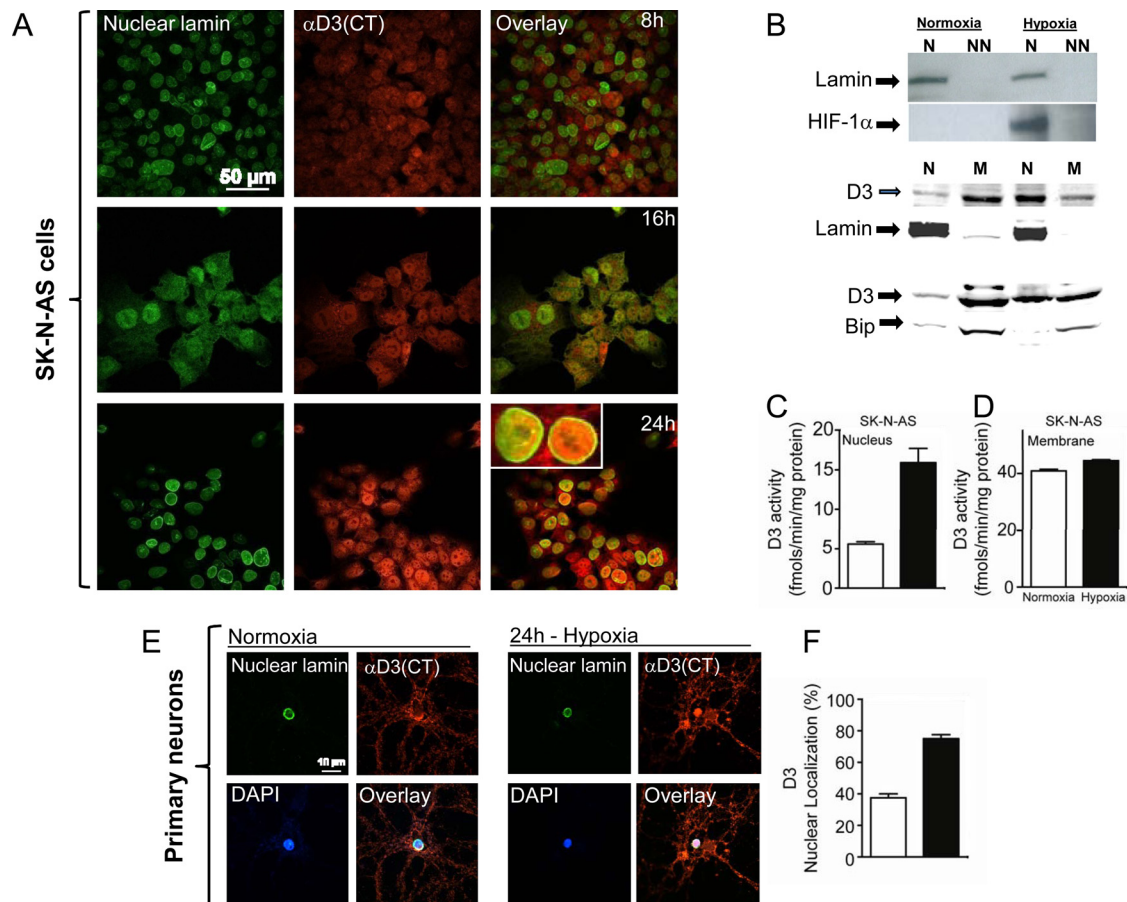 A
Nuclear lamin
αD3(CT)
Overlay
8h
50 µm
16h
24h
SK-N-AS cells
B
Normoxia Hypoxia
N NN N NN
Lamin
HIF-1α
N M N M
D3
Lamin
D3
Bip
C
SK-N-AS
Nucleus
D3 activity
(fmols/min/mg protein)
20
15
10
5
0
D
SK-N-AS
Membrane
D3 activity
(fmols/min/mg protein)
40
20
0
Normoxia Hypoxia
E
Primary neurons
Normoxia
Nuclear lamin
αD3(CT)
10 µm
DAPI
Overlay
24h - Hypoxia
Nuclear lamin
αD3(CT)
DAPI
Overlay
F
D3
Nuclear Localization (%)
100
80
60
40
20
0